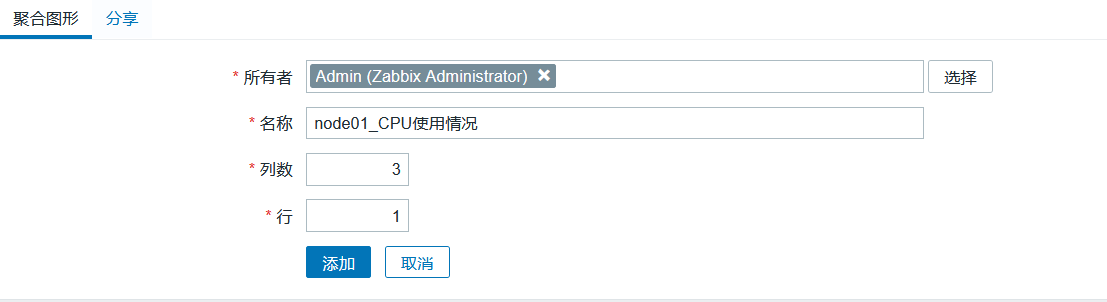 聚合图形 分享
* 所有者 Admin (Zabbix Administrator) ✖ 选择
* 名称 node01_CPU使用情况
* 列数 3
* 行 1
添加 取消